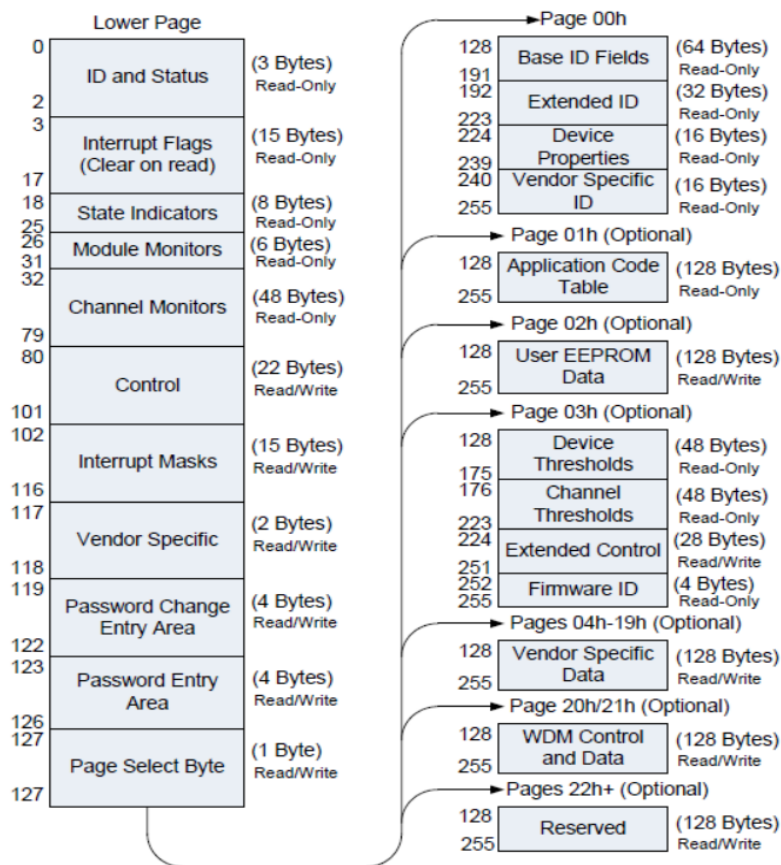 Lower Page
0
ID and Status
(3 Bytes)
Read-Only
2
3
Interrupt Flags
(Clear on read)
(15 Bytes)
Read-Only
17
18
State Indicators
(8 Bytes)
Read-Only
25
26
Module Monitors
(6 Bytes)
Read-Only
31
32
Channel Monitors
(48 Bytes)
Read-Only
79
80
Control
(22 Bytes)
Read/Write
101
102
Interrupt Masks
(15 Bytes)
Read/Write
116
117
Vendor Specific
(2 Bytes)
Read/Write
118
119
Password Change
Entry Area
(4 Bytes)
Read/Write
122
123
Password Entry
Area
(4 Bytes)
Read/Write
126
127
Page Select Byte
(1 Byte)
Read/Write
127
Page 00h
128
Base ID Fields
(64 Bytes)
Read-Only
191
192
Extended ID
(32 Bytes)
Read-Only
223
224
Device
Properties
(16 Bytes)
Read-Only
239
240
Vendor Specific
ID
(16 Bytes)
Read-Only
255
Page 01h (Optional)
128
Application Code
Table
(128 Bytes)
Read-Only
255
Page 02h (Optional)
128
User EEPROM
Data
(128 Bytes)
Read/Write
255
Page 03h (Optional)
128
Device
Thresholds
(48 Bytes)
Read-Only
175
176
Channel
Thresholds
(48 Bytes)
Read-Only
223
224
Extended Control
(28 Bytes)
Read/Write
251
252
Firmware ID
(4 Bytes)
Read-Only
255
Pages 04h-19h (Optional)
128
Vendor Specific
Data
(128 Bytes)
Read/Write
255
Page 20h/21h (Optional)
128
WDM Control
and Data
(128 Bytes)
Read/Write
255
Pages 22h+ (Optional)
128
Reserved
(128 Bytes)
Read/Write
255